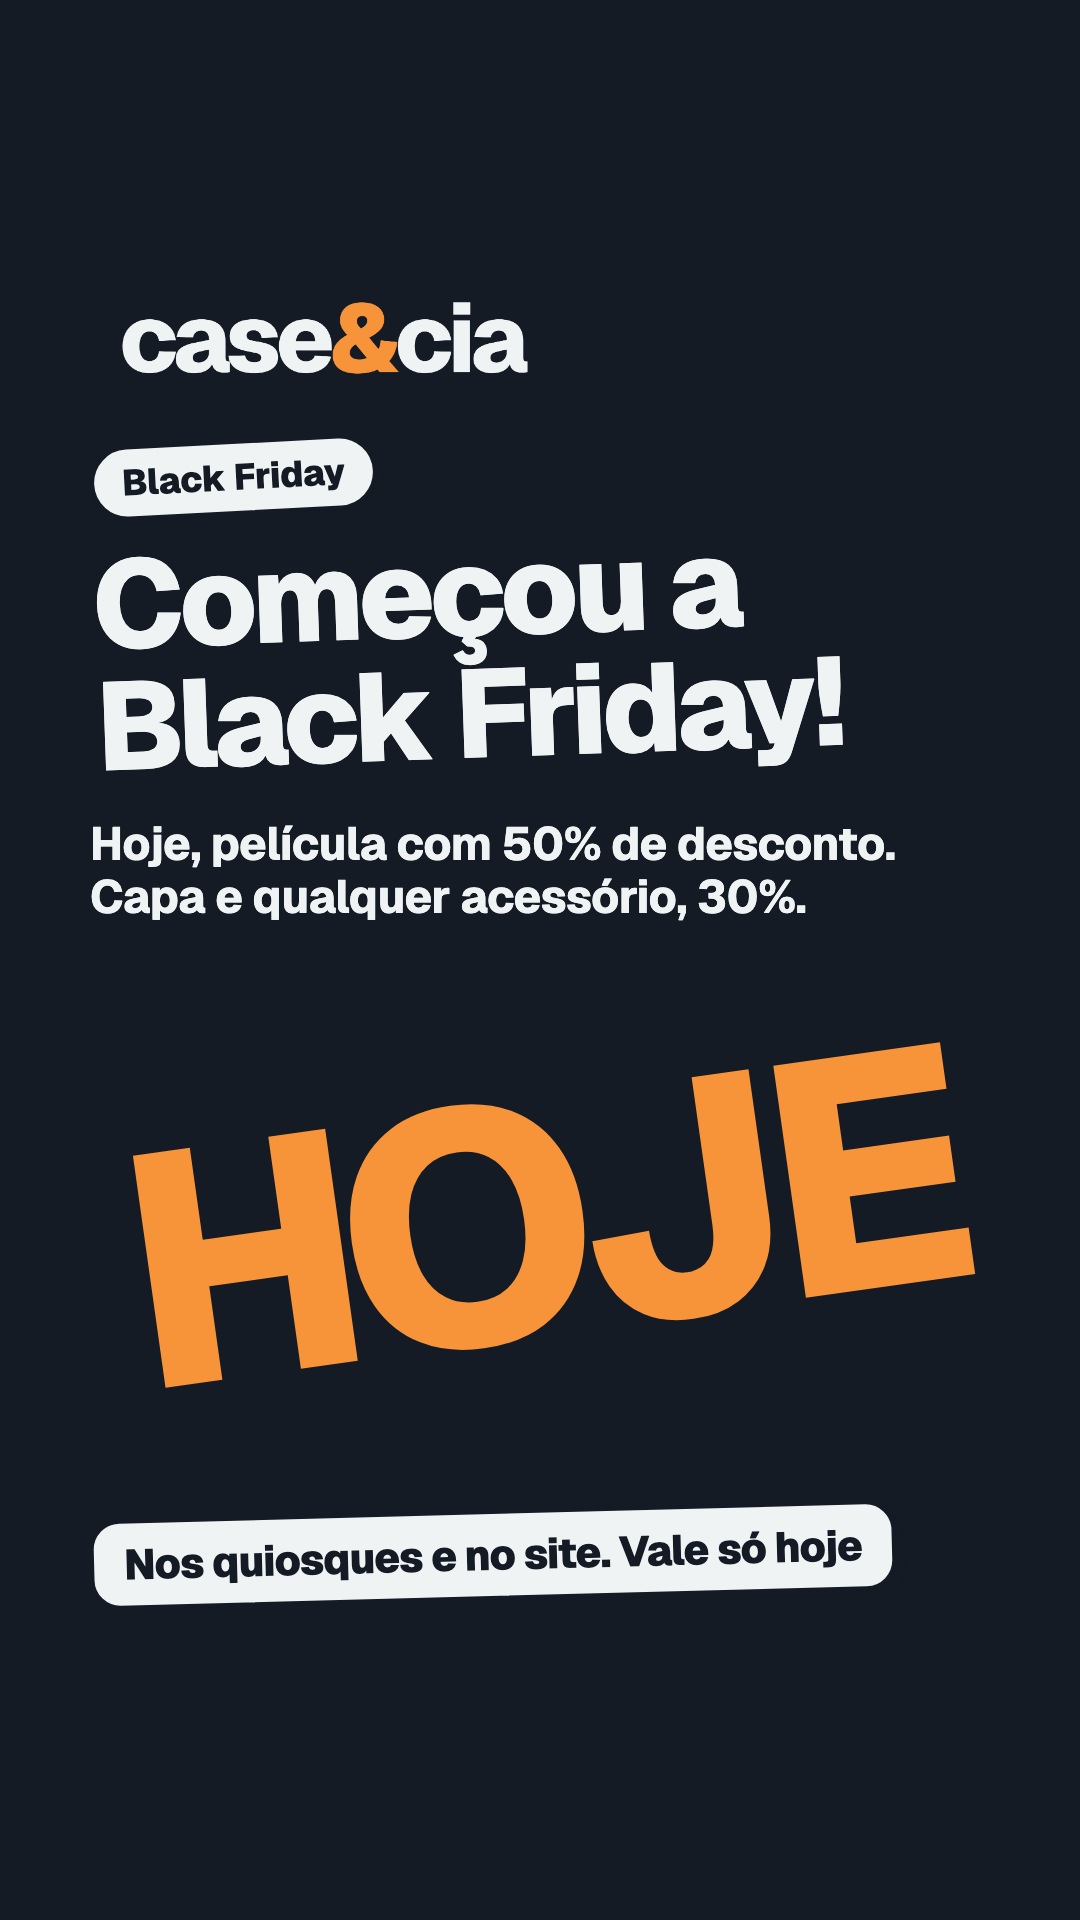 case&cia
Black Friday
Começou a
Black Friday!
Hoje, película com 50% de desconto.
Capa e qualquer acessório, 30%.
HOJE
Nos quiosques e no site. Vale só hoje